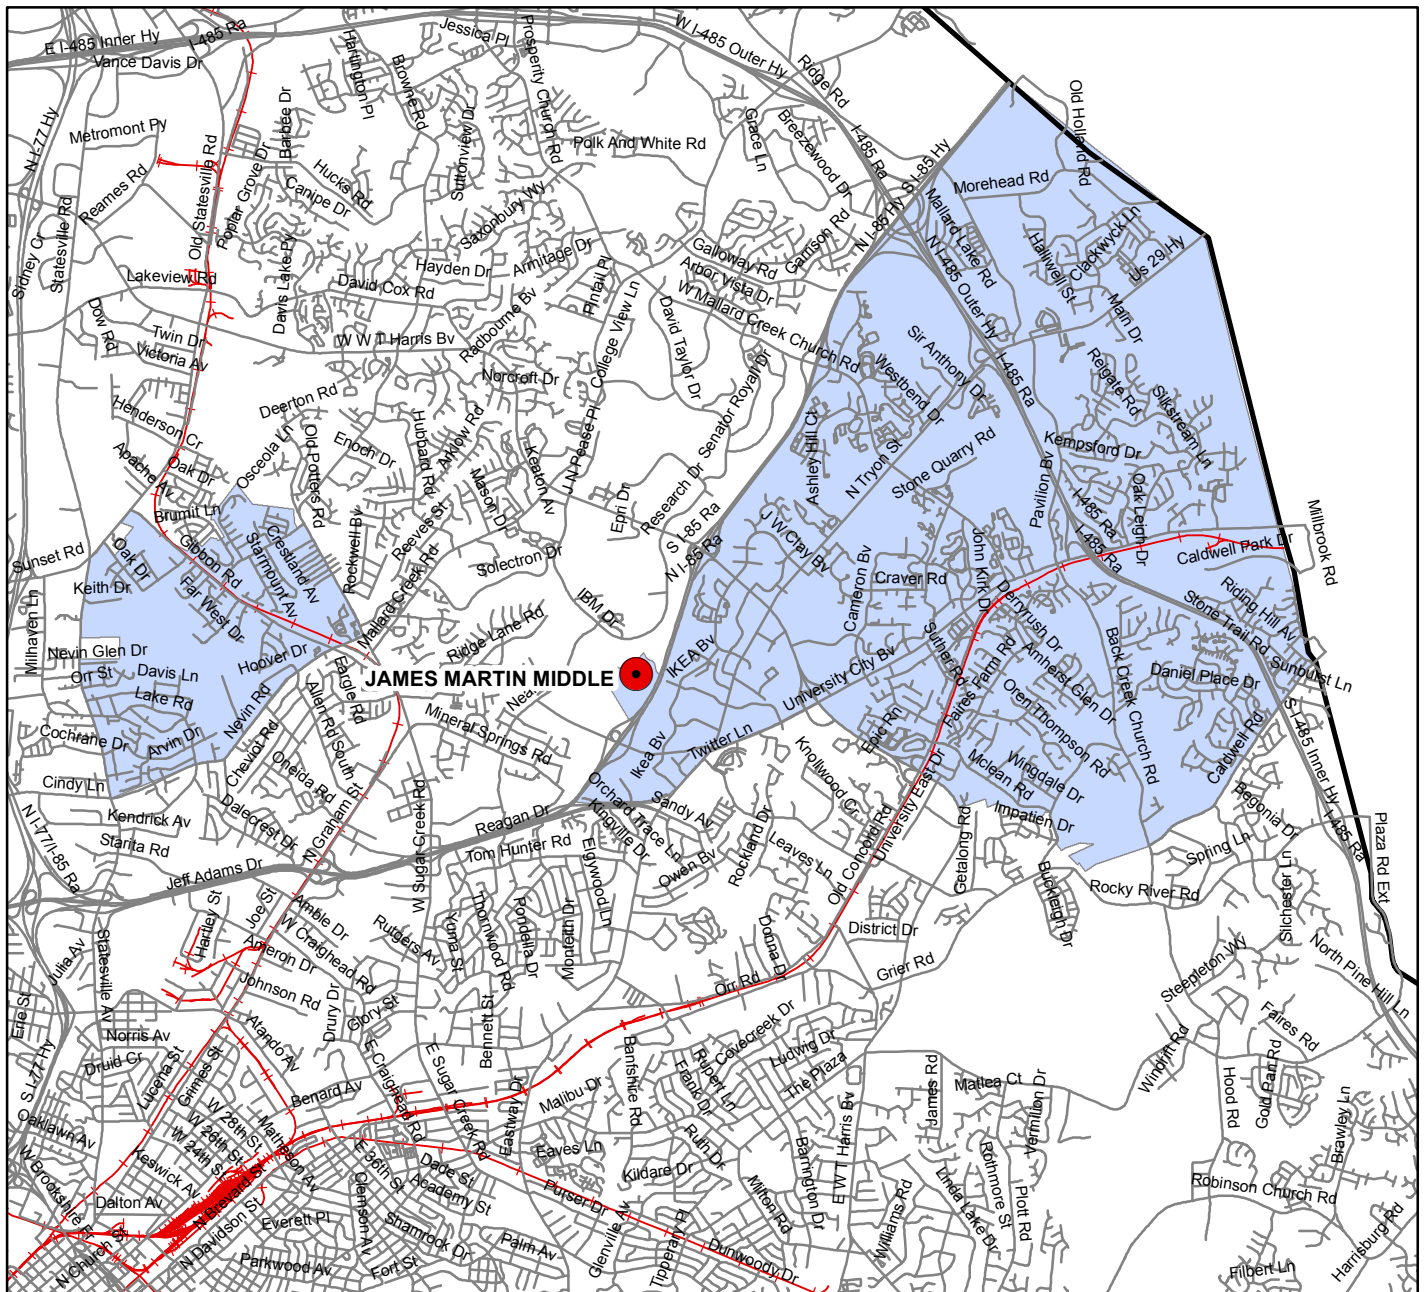 E I-485 Inner Hy
I-485 Ra
Vance Davis Dr
Jessica Pl
W I-485 Outer Hy
Ridge Rd
Hartington Pl
Browne Rd
Prosperity Church Rd
Old Holland Rd
N I-77 Hy
Metromont Py
Barbee Dr
Suttonview Dr
Polk And White Rd
Grace Ln
Breezewood Dr
I-485 Ra
S I-85 Hy
Reames Rd
Old Statesville Rd
Poplar Grove Dr
Hucks Rd
Canipe Dr
Saxonbury Wy
Morehead Rd
Mallard Lake Rd
Clackwyck Ln
Halliwell St
Us 29 Hy
Sidney Cr
Statesville Rd
Lakeview Rd
Davis Lake Py
Hayden Dr
Armitage Dr
David Cox Rd
Pintail Pl
Galloway Rd
Garrison Rd
N I-85 Hy
Arbor Vista Dr
W Mallard Creek Church Rd
N I-485 Outer Hy
Main Dr
Dow Rd
Twin Dr
Victoria Av
W W T Harris Bv
Radbourne Bv
College View Ln
David Taylor Dr
Senator Royall Dr
Sir Anthony Dr
Westbend Dr
I-485 Ra
Reigate Rd
Silkstream Ln
Norcroft Dr
Deerton Rd
Henderson Cr
Hubbard Rd
Arklow Rd
J N Pease Pl
Ashley Hill Ct
N Tryon St
Stone Quarry Rd
Kempsford Dr
Oak Leigh Dr
Apache Av
Oak Dr
Osceola Ln
Old Potters Rd
Enoch Dr
Mason Dr
Keaton Av
Epri Dr
Research Dr
Pavilion Bv
I-485 Ra
I-485 Ra
Millbrook Rd
Brumit Ln
Gibbon Rd
Crestland Av
Starmount Av
Rockwell Bv
Reeves St
S I-85 Ra
N I-85 Ra
J W Clay Bv
John Kirk Dr
Caldwell Park Dr
Sunset Rd
Oak Dr
Keith Dr
Far West Dr
Mallard Creek Rd
Solectron Dr
IBM Dr
Cameron Bv
Craver Rd
Derryrush Dr
Riding Hill Av
Stone Trail Rd
Sunburst Ln
Milhaven Ln
Nevin Glen Dr
Orr St
Davis Ln
Lake Rd
Hoover Dr
Ridge Lane Rd
IKEA Bv
University City Bv
Suther Rd
Faires Farm Rd
Amherst Glen Dr
Back Creek Church Rd
Daniel Place Dr
JAMES MARTIN MIDDLE
Eargle Rd
Allen Rd South
Nevin Rd
Cochrane Dr
Arvin Dr
Mineral Springs Rd
Twitter Ln
Ikea Bv
Epic Rn
Oren Thompson Rd
Caldwell Rd
S I-485 Inner Hy
I-485 Ra
Cheviot Rd
Oneida Rd
Cindy Ln
Kendrick Av
Dalecrest Dr
N Graham St
W Sugar Creek Rd
Reagan Dr
Orchard Trace Ln
Kingville Dr
Sandy Av
Knollwood Cr
University East Dr
Mclean Rd
Wingdale Dr
Impatien Dr
Begonia Dr
Spring Ln
N I-77/I-85 Ra
Starita Rd
Jeff Adams Dr
Tom Hunter Rd
Elgywood Ln
Owen Bv
Rockland Dr
Leaves Ln
Old Concord Rd
Getalong Rd
Buckleigh Dr
Rocky River Rd
Silchester Ln
Plaza Rd Ext
Hartley St
Joe St
Amble Dr
W Craighead Rd
Rutgers Av
Yuma St
Thornwood Rd
Pondella Dr
Monteith Dr
Donna Dr
District Dr
Julia Av
Statesville Av
Ameron Dr
Johnson Rd
Drury Dr
Glory St
Bennett St
Orr Rd
Grier Rd
Steepleton Wy
North Pine Hill Ln
Erie St
Norris Av
Druid Cr
Atando Av
E Craighead Rd
E Sugar Creek Rd
Covecreek Dr
Ludwig Dr
The Plaza
Bantshire Rd
Rupert Ln
Frank Dr
Faires Rd
Windrift Rd
S I-77 Hy
Lucena St
Grimes St
Benard Av
Eastway Dr
Malibu Dr
James Rd
Matlea Ct
Vermillion Dr
Hood Rd
Gold Pan Rd
Brawley Ln
Oaklawn Av
W 28th St
W 26th St
W 24th St
Matheson Av
E 36th St
Dade St
Academy St
Eaves Ln
Ruth Dr
Kildare Dr
Barrington Dr
E W T Harris Bv
W Brookshire Fr
Keswick Av
Dalton Av
N Brevard St
N Davidson St
Everett Pl
Clemson Av
Shamrock Dr
Purser Dr
Milton Rd
Williams Rd
Linda Lake Dr
Rothmore St
Plott Rd
Robinson Church Rd
Harrisburg Rd
N Church St
Parkwood Av
Fort St
Palm Av
Glenville Av
Tipperary Pl
Dunwoody Dr
Filbert Ln